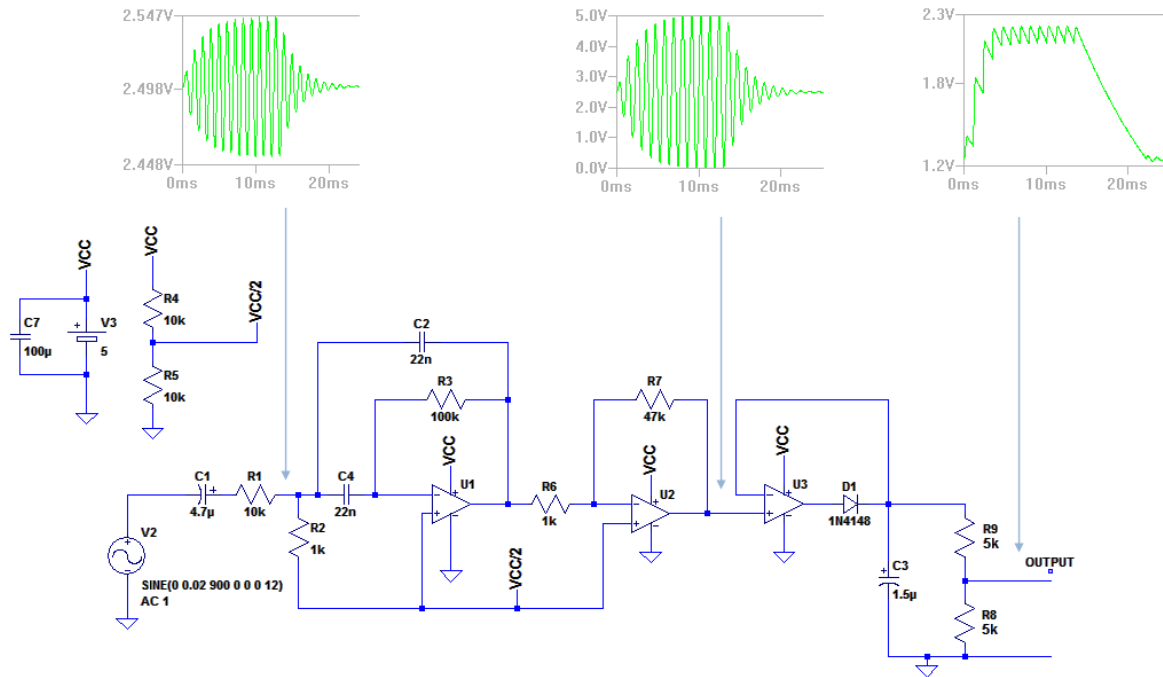 2.547V
2.498V
2.448V
0ms 10ms 20ms
5.0V
4.0V
3.0V
2.0V
1.0V
0.0V
0ms 10ms 20ms
2.3V
1.8V
1.2V
0ms 10ms 20ms
VCC
VCC
C7
100µ
V3
+
5
R4
10k
VCC/2
R5
10k
C2
22n
R3
100k
R7
47k
VCC
VCC
VCC
C1
+
4.7µ
R1
10k
C4
22n
U1
R6
1k
U2
U3
D1
1N4148
R2
1k
V2
SINE(0 0.02 900 0 0 0 12)
AC 1
VCC/2
C3
+
1.5µ
R9
5k
OUTPUT
R8
5k